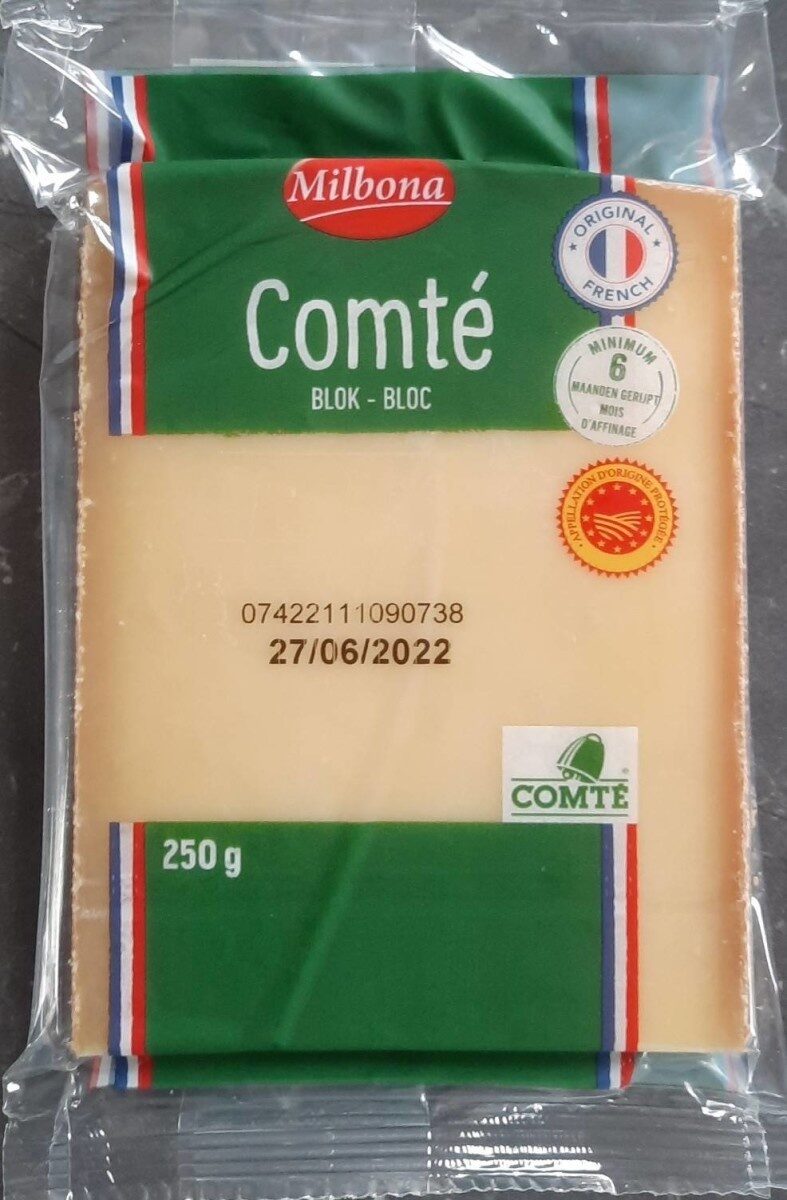 Milbona
Comté
BLOK - BLOC
ORIGINAL
FRENCH
MINIMUM
6
MAANDEN GERIJPT
MOIS
D'AFFINAGE
APPELLATION D'ORIGINE PROTÉGÉE
07422111090738
27/06/2022
COMTÉ
250 g